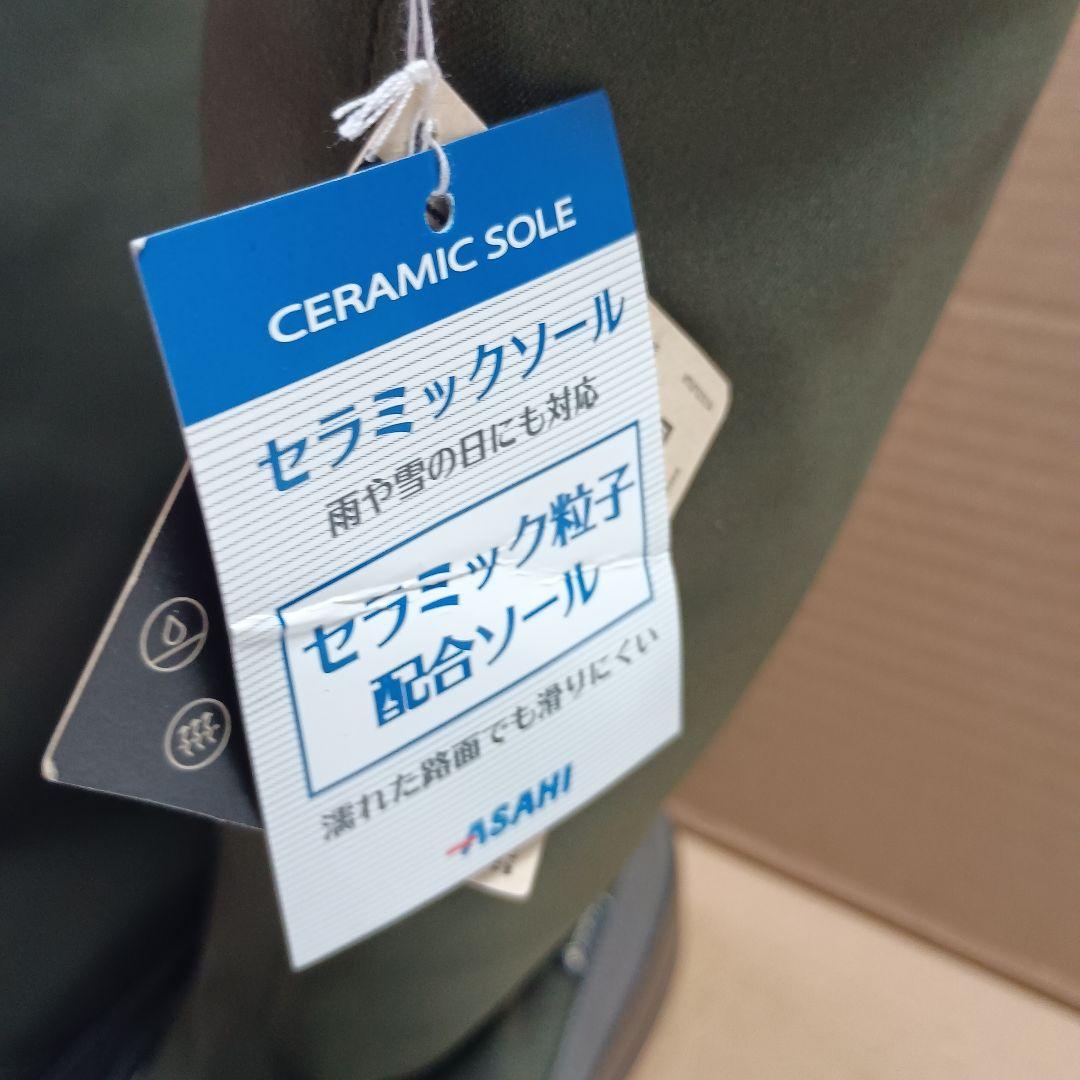 CERAMIC SOLE
セラミックソール
雨や雪の日にも対応
セラミック粒子
配合ソール
濡れた路面でも滑りにくい
ASAHI